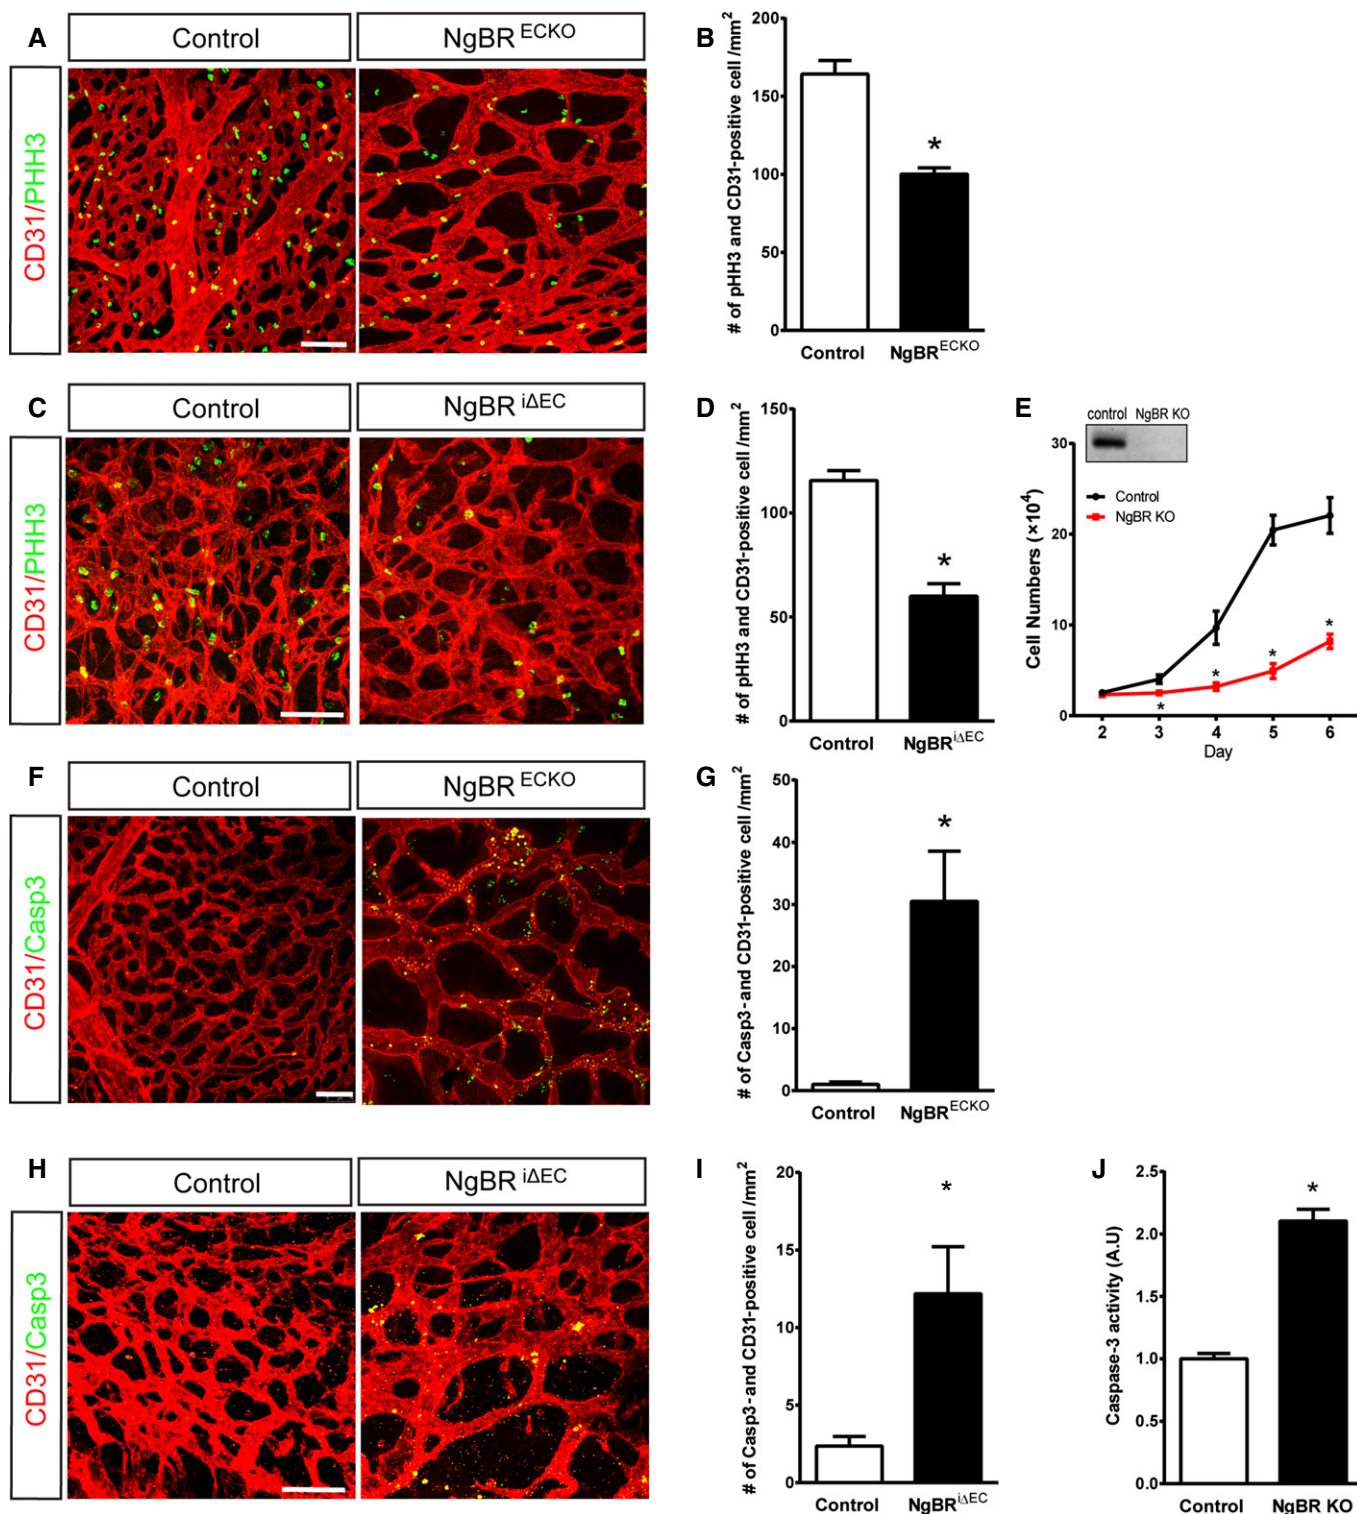 A
Control
NgBR ECKO
CD31/PHH3
B
# of pHH3 and CD31-positive cell /mm2
200
150
100
50
0
*
Control
NgBRECKO
C
Control
NgBR iΔEC
CD31/PHH3
D
# of pHH3 and CD31-positive cell /mm2
150
100
50
0
*
Control
NgBRiΔEC
E
control NgBR KO
Control
NgBR KO
Cell Numbers (×104)
30
20
10
0
* * * *
2 3 4 5 6
Day
F
Control
NgBR ECKO
CD31/Casp3
G
# of Casp3- and CD31-positive cell /mm2
50
40
30
20
10
0
*
Control
NgBRECKO
H
Control
NgBR iΔEC
CD31/Casp3
I
# of Casp3- and CD31-positive cell /mm2
20
15
10
5
0
*
Control
NgBRiΔEC
J
Caspase-3 activity (A.U)
2.5
2.0
1.5
1.0
0.5
0.0
*
Control
NgBR KO